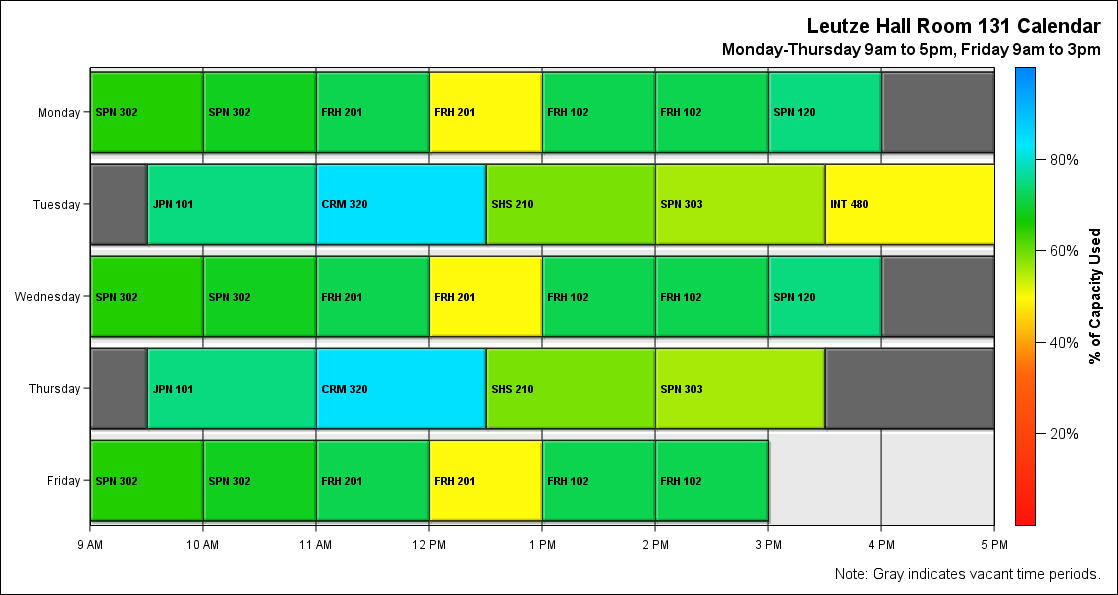 Leutze Hall Room 131 Calendar
Monday-Thursday 9am to 5pm, Friday 9am to 3pm
Monday SPN 302 SPN 302 FRH 201 FRH 201 FRH 102 FRH 102 SPN 120
Tuesday JPN 101 CRM 320 SHS 210 SPN 303 INT 480
Wednesday SPN 302 SPN 302 FRH 201 FRH 201 FRH 102 FRH 102 SPN 120
Thursday JPN 101 CRM 320 SHS 210 SPN 303
Friday SPN 302 SPN 302 FRH 201 FRH 201 FRH 102 FRH 102
9 AM 10 AM 11 AM 12 PM 1 PM 2 PM 3 PM 4 PM 5 PM
80%
60%
40%
20%
% of Capacity Used
Note: Gray indicates vacant time periods.